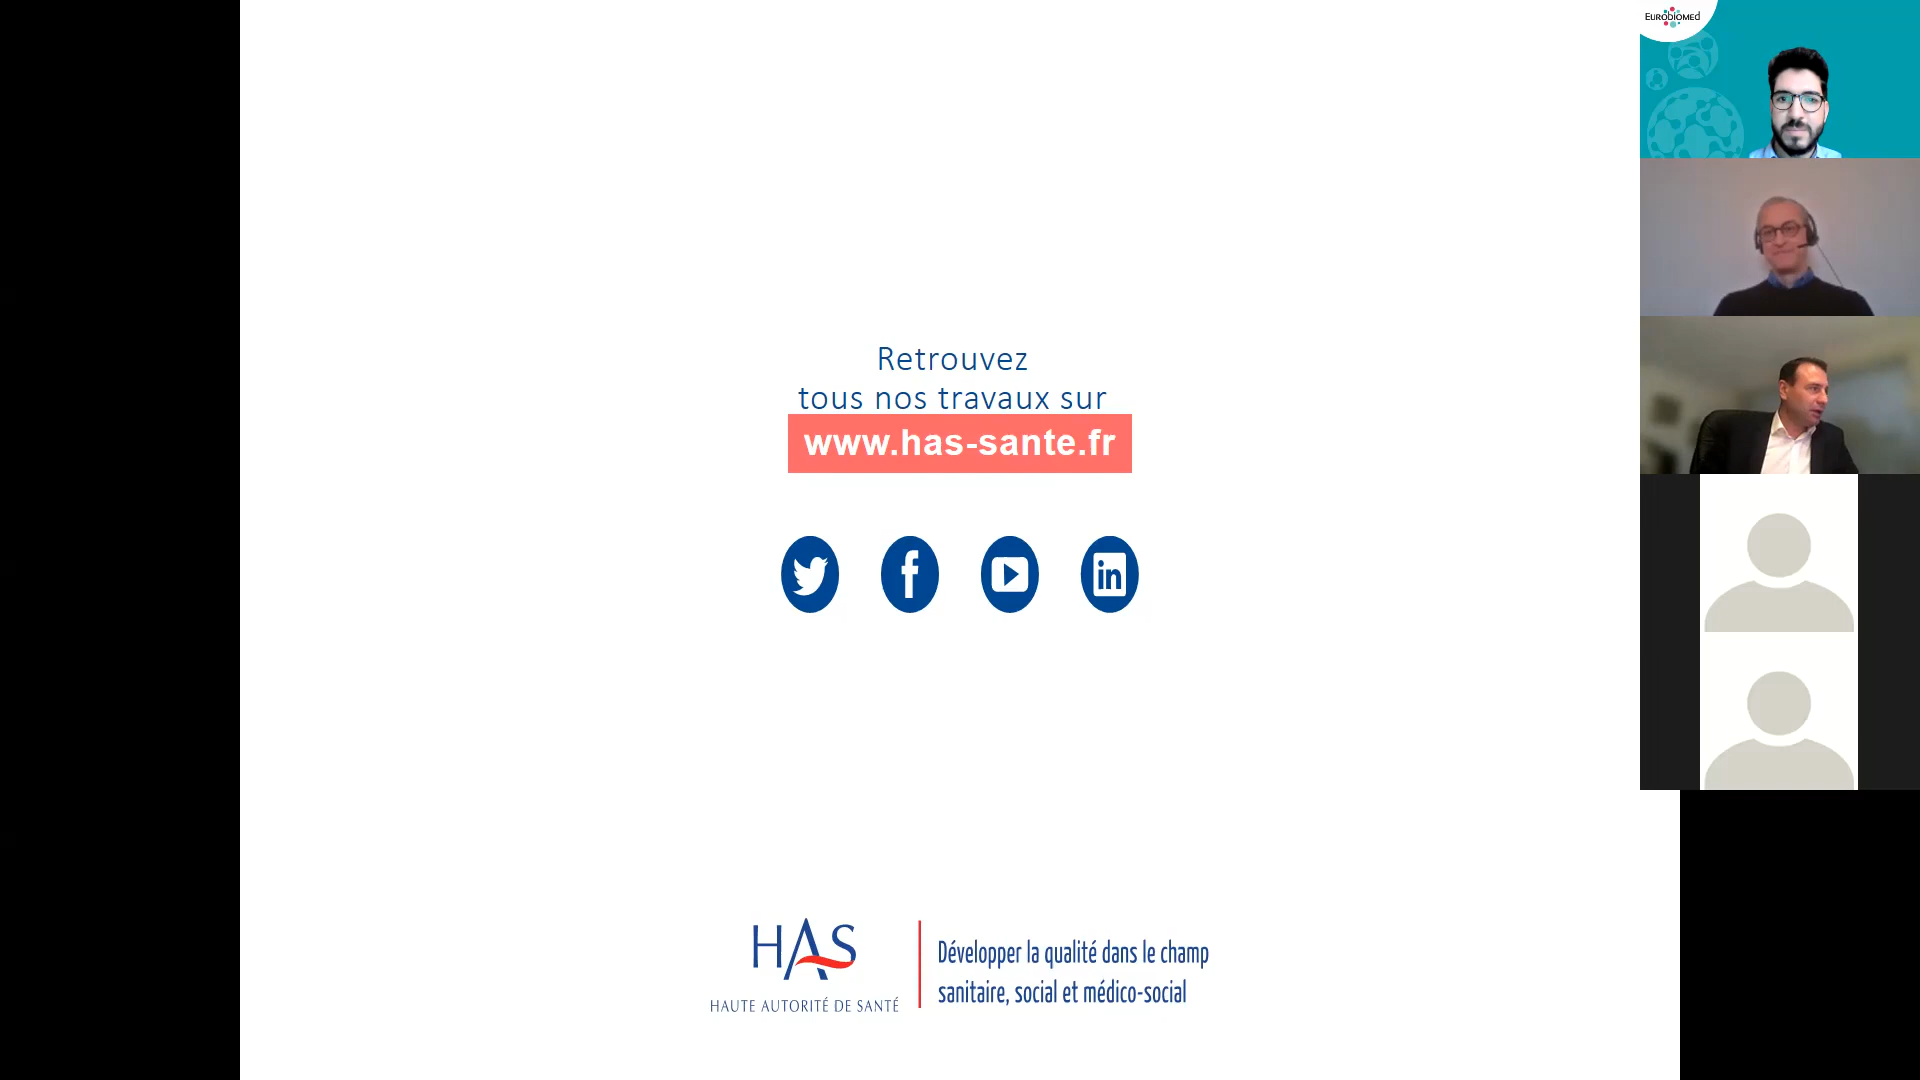 Eurobiomed
Retrouvez
tous nos travaux sur
www.has-sante.fr
in
HAS
HAUTE AUTORITÉ DE SANTÉ
Développer la qualité dans le champ
sanitaire, social et médico-social